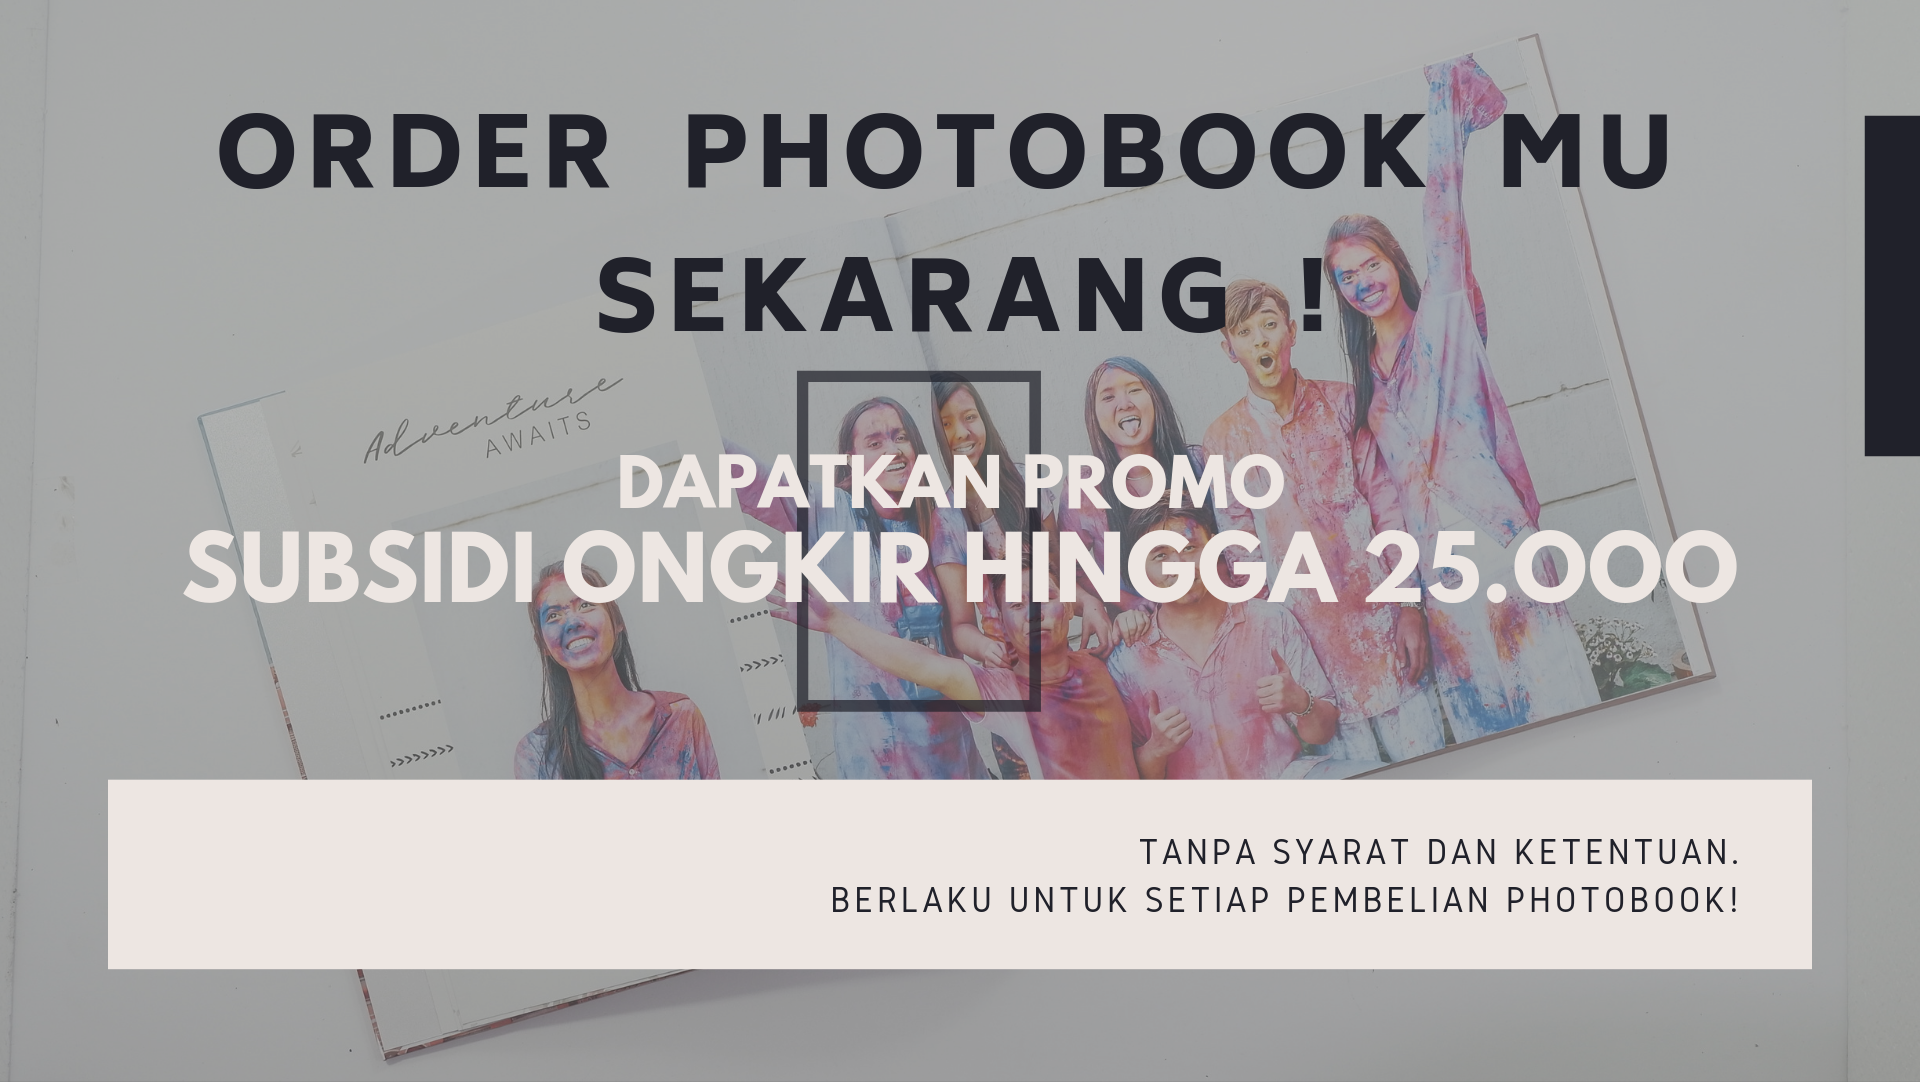 ORDER PHOTOBOOK MU
SEKARANG !
Adventure
AWAITS
DAPATKAN PROMO
SUBSIDI ONGKIR HINGGA 25.000
TANPA SYARAT DAN KETENTUAN.
BERLAKU UNTUK SETIAP PEMBELIAN PHOTOBOOK!